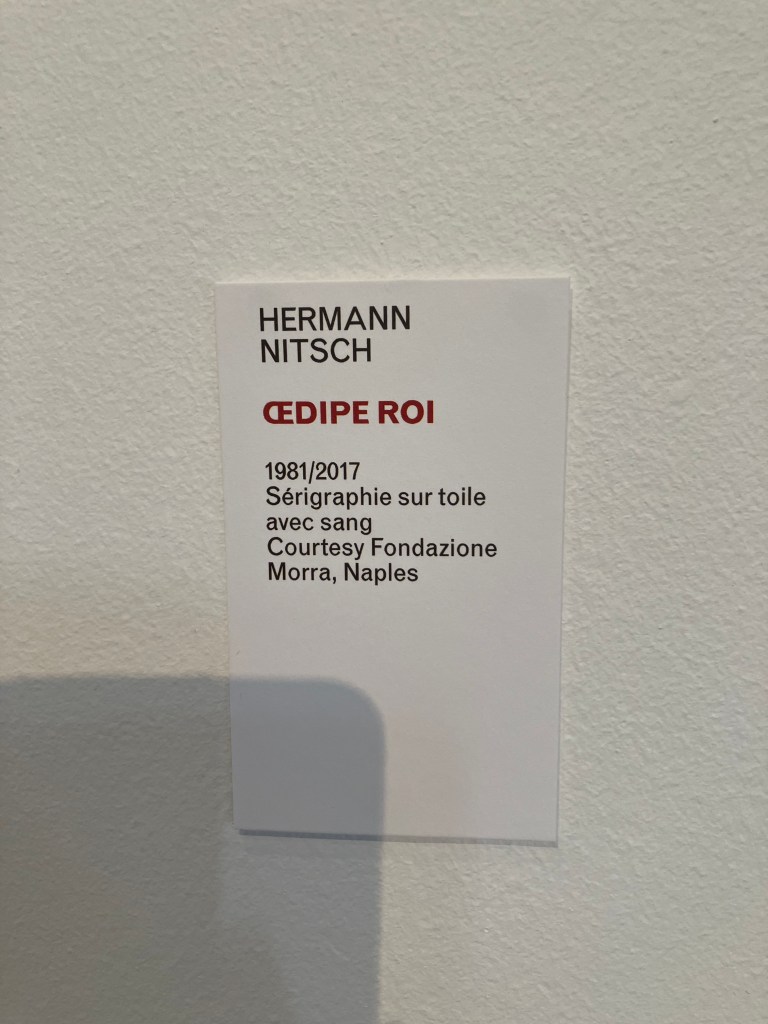 HERMANN
NITSCH
ŒDIPE ROI
1981/2017
Sérigraphie sur toile
avec sang
Courtesy Fondazione
Morra, Naples